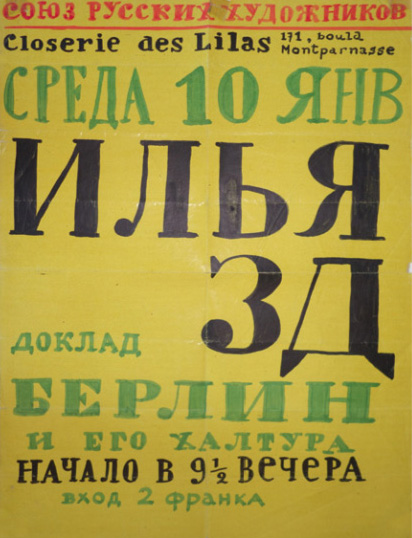 СОЮЗ РУССКИХ ХУДОЖНИКОВ
Closerie des Lilas 171, bould
Montparnasse
СРЕДА 10 ЯНВ
ИЛЬЯ
ЗД
ДОКЛАД
БЕРЛИН
И ЕГО ХАЛТУРА
НАЧАЛО В 9½ ВЕЧЕРА
ВХОД 2 ФРАНКА